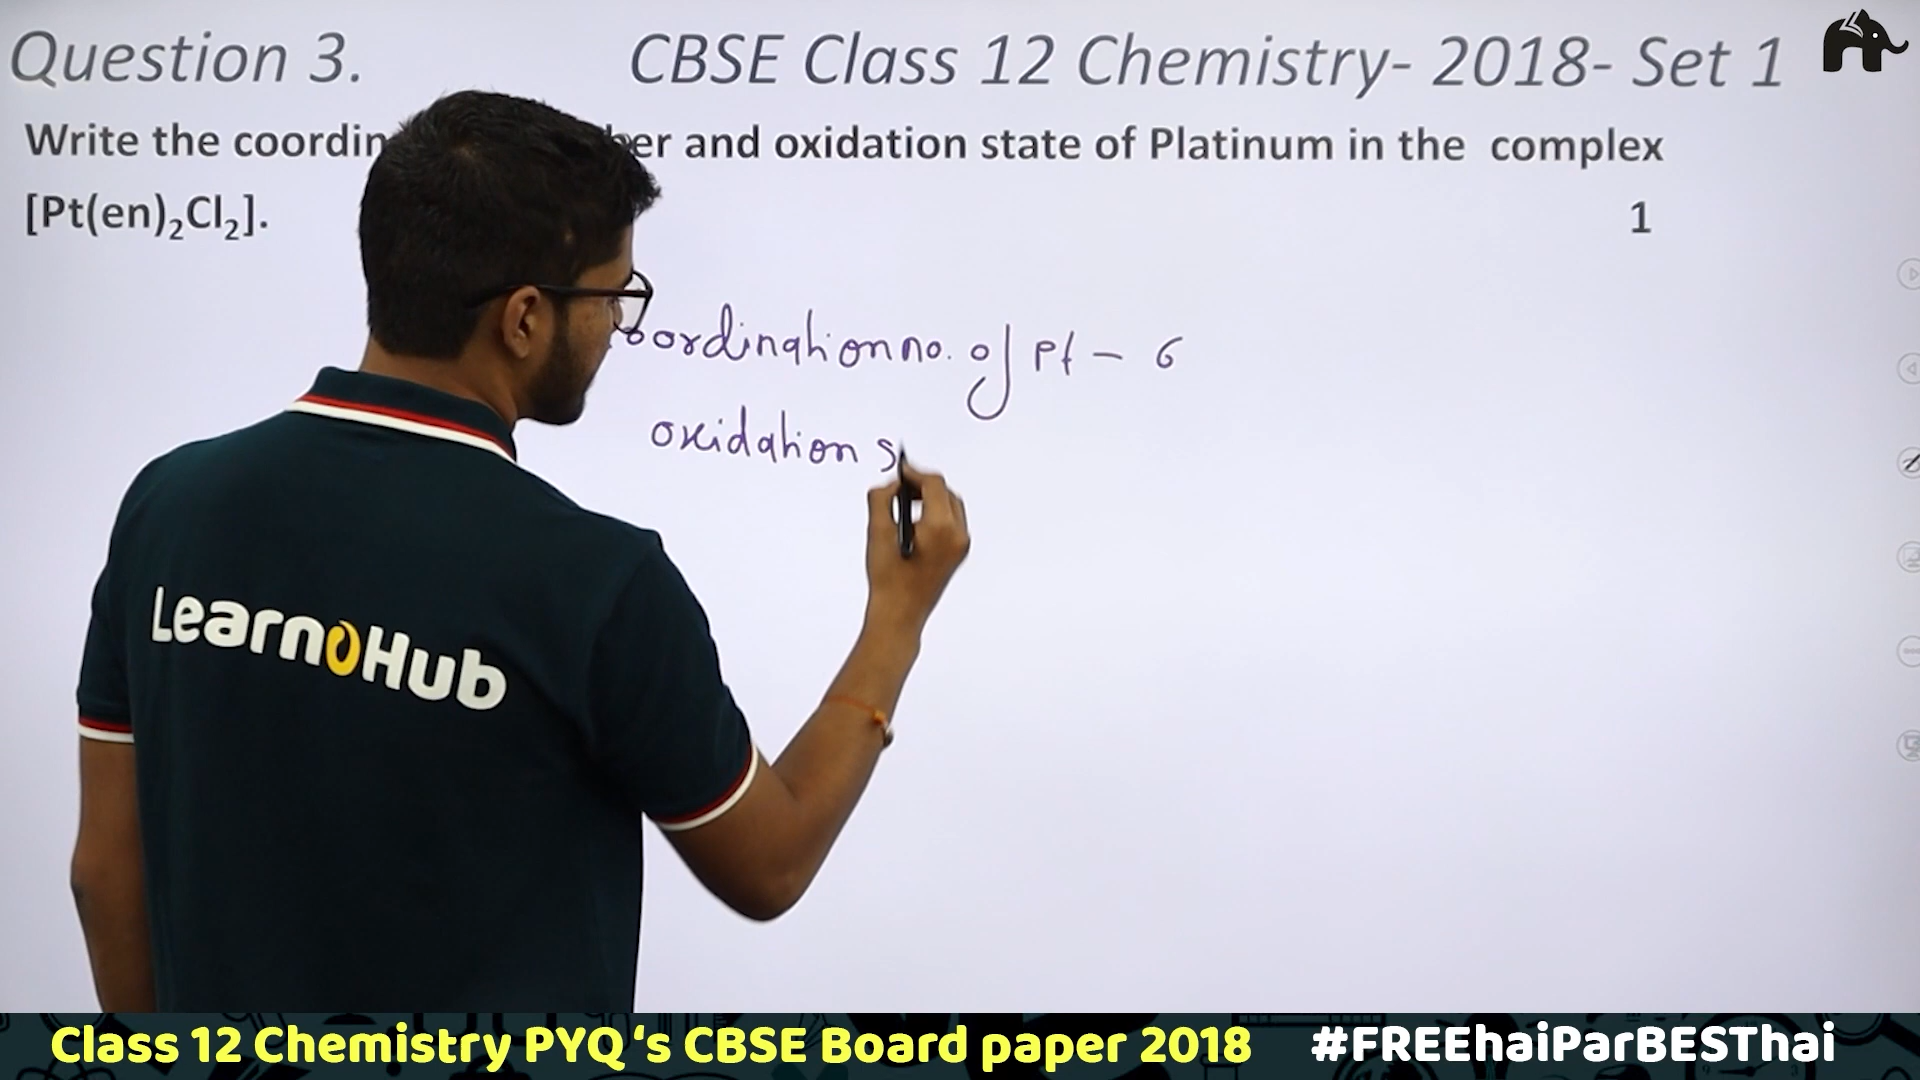 Question 3. CBSE Class 12 Chemistry- 2018- Set 1
Write the coordin ber and oxidation state of Platinum in the complex
[Pt(en)₂Cl₂]. 1
oordination no. of Pt – 6
oxidation s
LearnoHub
Class 12 Chemistry PYQ ‘s CBSE Board paper 2018 #FREEhaiParBESThai